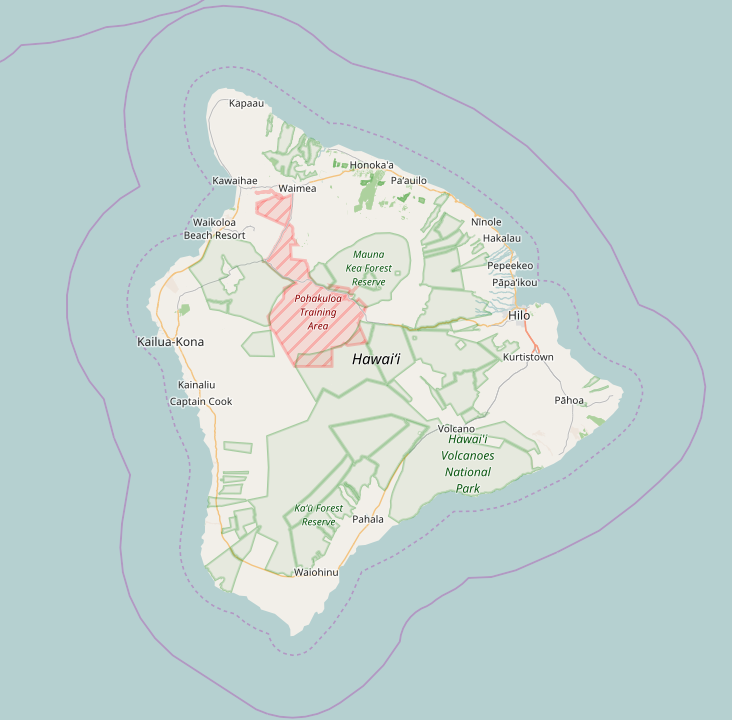 Kapaau
Honoka'a
Kawaihae
Waimea
Pa'auilo
Waikoloa
Beach Resort
Nīnole
Hakalau
Mauna
Kea Forest
Reserve
Pepeekeo
Pāpa'ikou
Pohakuloa
Training
Area
Hilo
Kailua-Kona
Hawaiʻi
Kurtistown
Kainaliu
Captain Cook
Pāhoa
Volcano
Hawai'i
Volcanoes
National
Park
Ka'ū Forest
Reserve
Pahala
Waiohinu